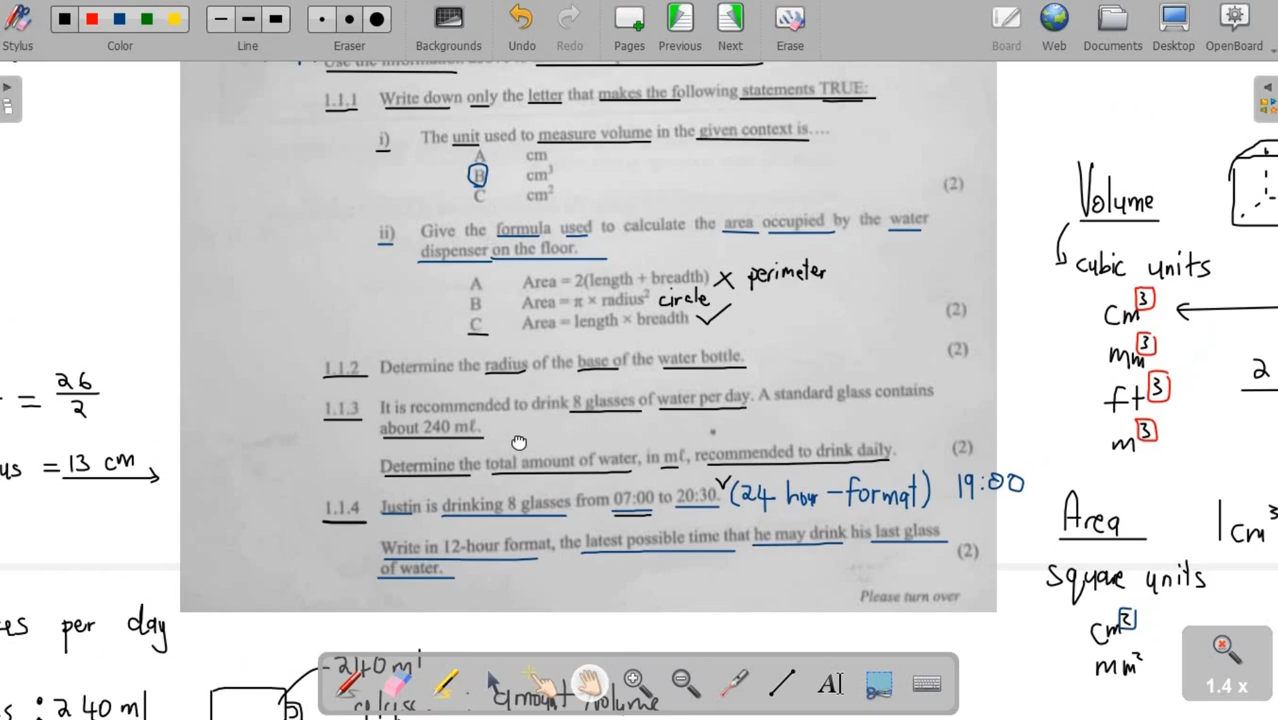 Stylus
Color
Line
Eraser
Backgrounds
Undo
Redo
Pages
Previous
Next
Erase
Board
Web
Documents
Desktop
OpenBoard
1.1.1 Write down only the letter that makes the following statements TRUE:
i) The unit used to measure volume in the given context is....
A cm
B cm³
C cm²
(2)
ii) Give the formula used to calculate the area occupied by the water
dispenser on the floor.
A Area = 2(length + breadth) × perimeter
B Area = π × radius² circle
C Area = length × breadth ✓
(2)
1.1.2 Determine the radius of the base of the water bottle.
(2)
1.1.3 It is recommended to drink 8 glasses of water per day. A standard glass contains
about 240 mℓ.
Determine the total amount of water, in mℓ, recommended to drink daily.
(2)
1.1.4 Justin is drinking 8 glasses from 07:00 to 20:30. (24 hour-format) 19:00
Write in 12-hour format, the latest possible time that he may drink his last glass
of water.
(2)
Please turn over
= 26
2
= 13 cm
Volume
cubic units
cm³
mm³
ft³
m³
2
Area
square units
cm²
mm²
1cm³
per day
: 240 ml
240 ml
amount volume
1.4 x